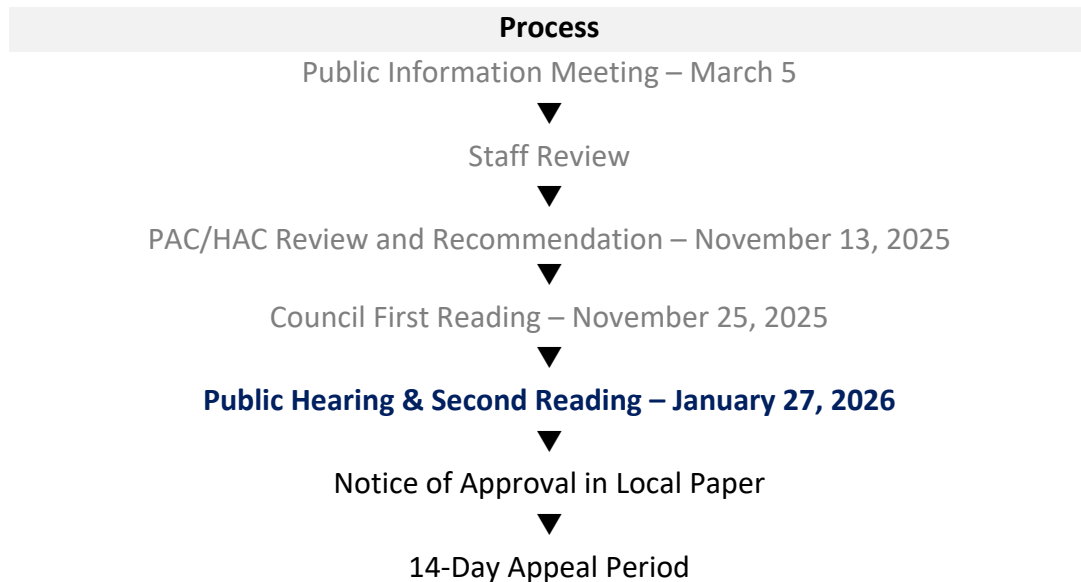 Process
Public Information Meeting – March 5
Staff Review
PAC/HAC Review and Recommendation – November 13, 2025
Council First Reading – November 25, 2025
Public Hearing & Second Reading – January 27, 2026
Notice of Approval in Local Paper
14-Day Appeal Period